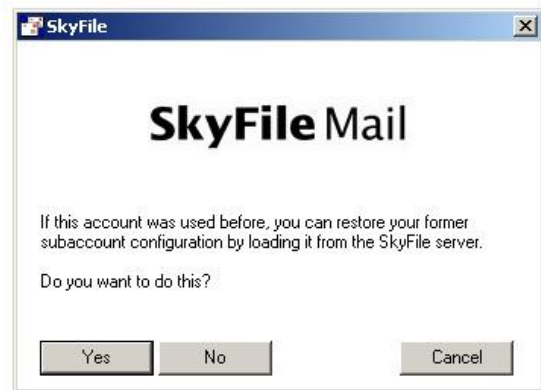 SkyFile
SkyFile Mail
If this account was used before, you can restore your former
subaccount configuration by loading it from the SkyFile server.
Do you want to do this?
Yes No Cancel